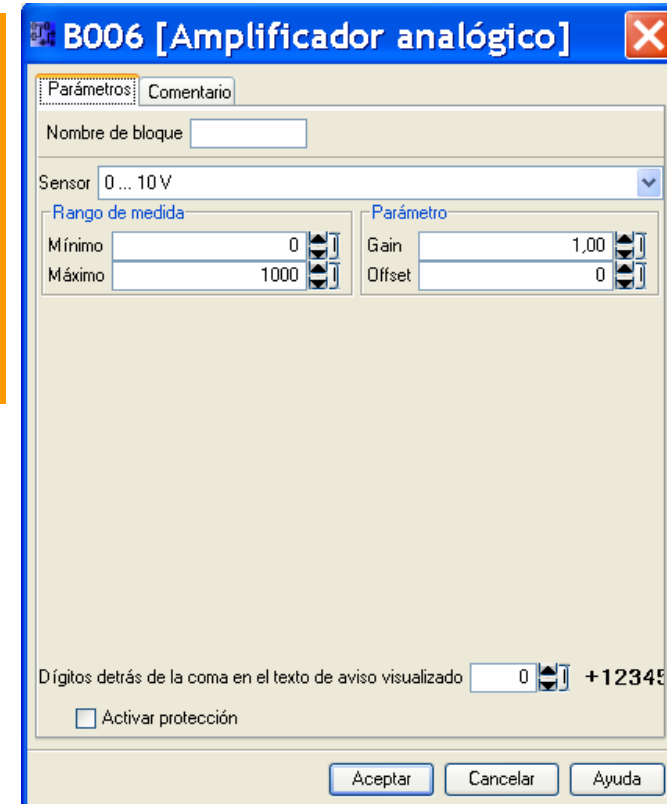 B006 [Amplificador analógico]
Parámetros Comentario
Nombre de bloque
Sensor 0 ... 10 V
Rango de medida Parámetro
Mínimo 0 Gain 1,00
Máximo 1000 Offset 0
Dígitos detrás de la coma en el texto de aviso visualizado 0 +12345
Activar protección
Aceptar Cancelar Ayuda